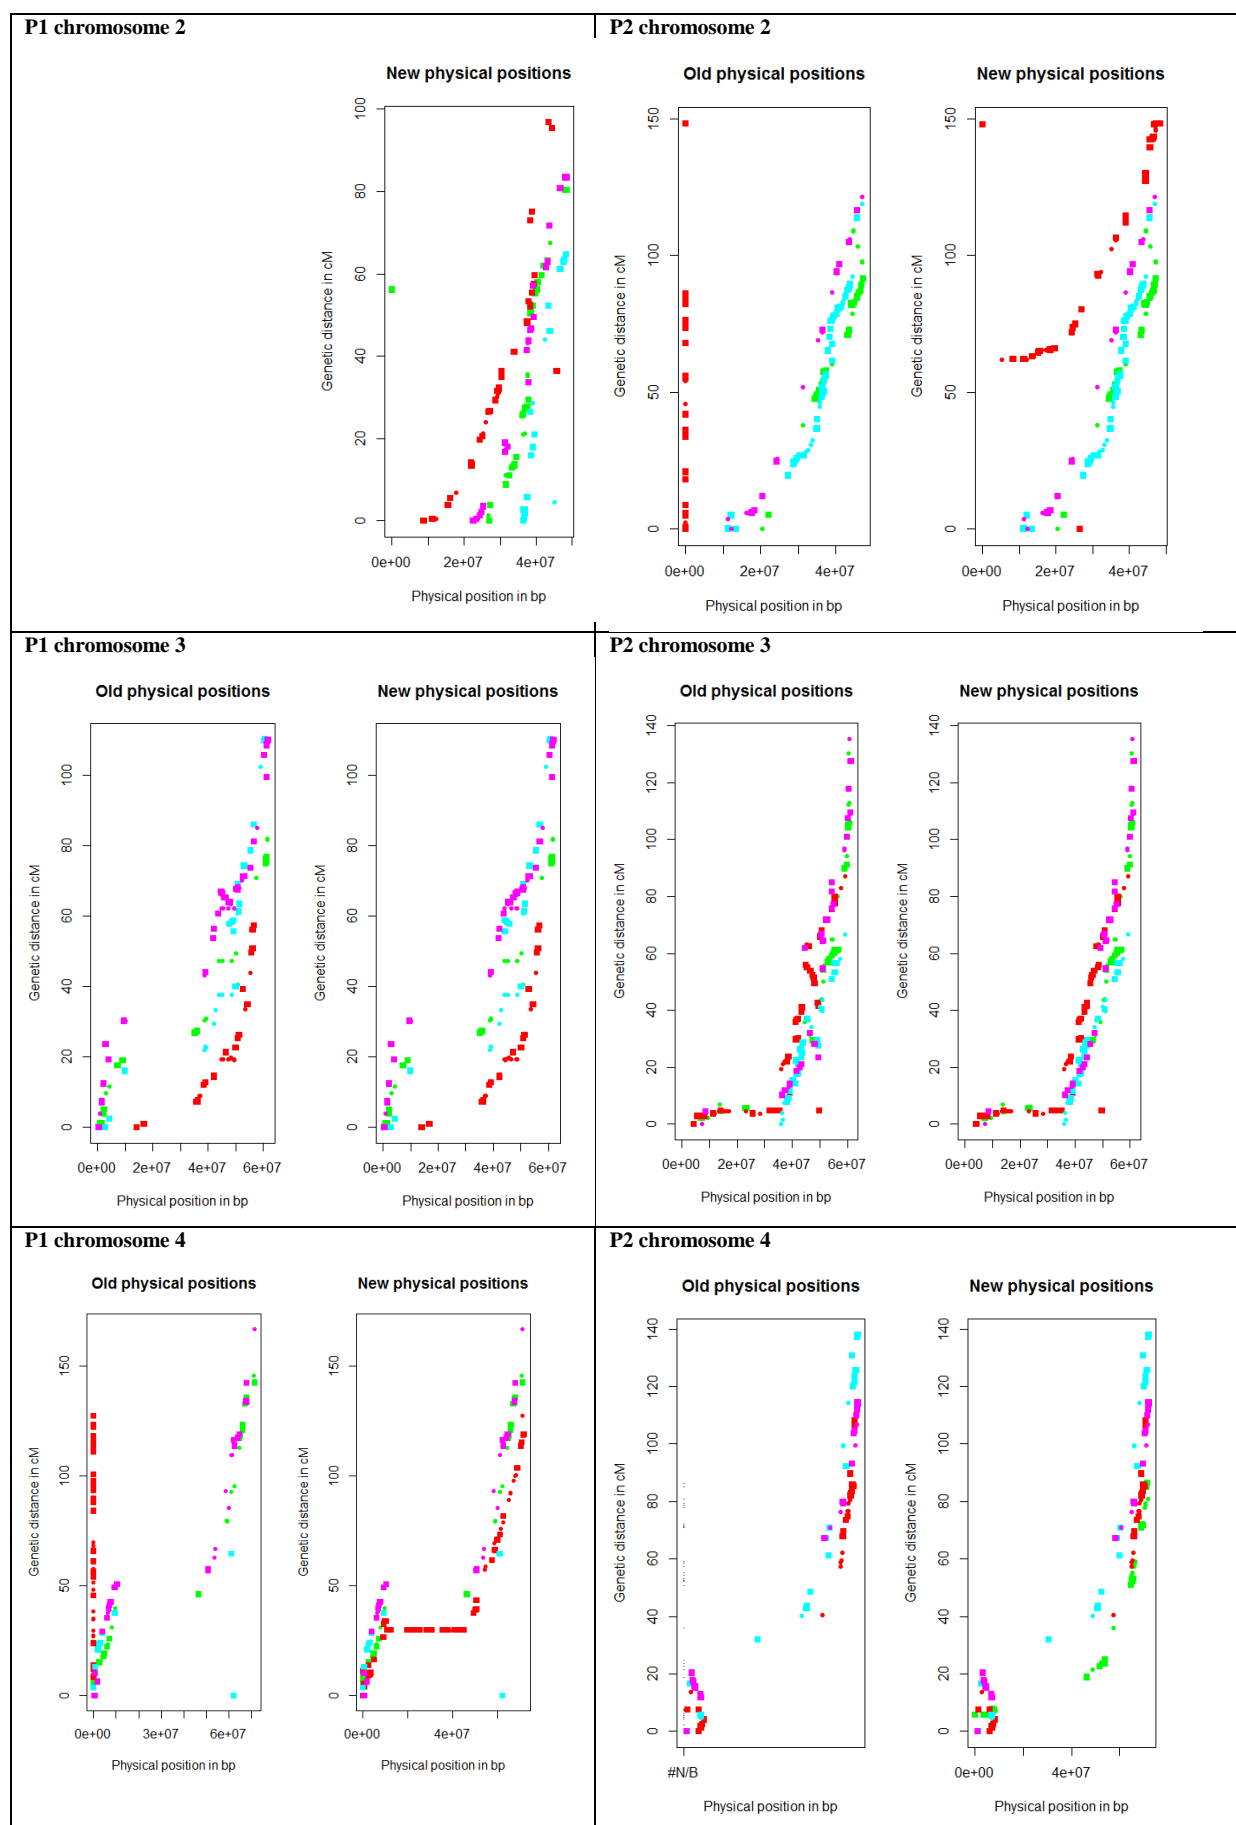 P1 chromosome 2
P2 chromosome 2
New physical positions
Genetic distance in cM
0 20 40 60 80 100
0e+00 2e+07 4e+07
Physical position in bp
Old physical positions
Genetic distance in cM
0 50 100 150
0e+00 2e+07 4e+07
Physical position in bp
New physical positions
Genetic distance in cM
0 50 100 150
0e+00 2e+07 4e+07
Physical position in bp
P1 chromosome 3
P2 chromosome 3
Old physical positions
Genetic distance in cM
0 20 40 60 80 100
0e+00 2e+07 4e+07 6e+07
Physical position in bp
New physical positions
Genetic distance in cM
0 20 40 60 80 100
0e+00 2e+07 4e+07 6e+07
Physical position in bp
Old physical positions
Genetic distance in cM
0 20 40 60 80 100 120 140
0e+00 2e+07 4e+07 6e+07
Physical position in bp
New physical positions
Genetic distance in cM
0 20 40 60 80 100 120 140
0e+00 2e+07 4e+07 6e+07
Physical position in bp
P1 chromosome 4
P2 chromosome 4
Old physical positions
Genetic distance in cM
0 50 100 150
0e+00 3e+07 6e+07
Physical position in bp
New physical positions
Genetic distance in cM
0 50 100 150
0e+00 4e+07
Physical position in bp
Old physical positions
Genetic distance in cM
0 20 40 60 80 100 120 140
#N/B
Physical position in bp
New physical positions
Genetic distance in cM
0 20 40 60 80 100 120 140
0e+00 4e+07
Physical position in bp